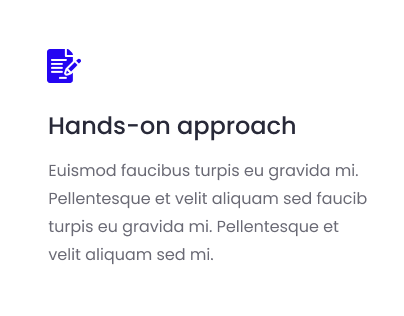 Hands-on approach
Euismod faucibus turpis eu gravida mi.
Pellentesque et velit aliquam sed faucib
turpis eu gravida mi. Pellentesque et
velit aliquam sed mi.